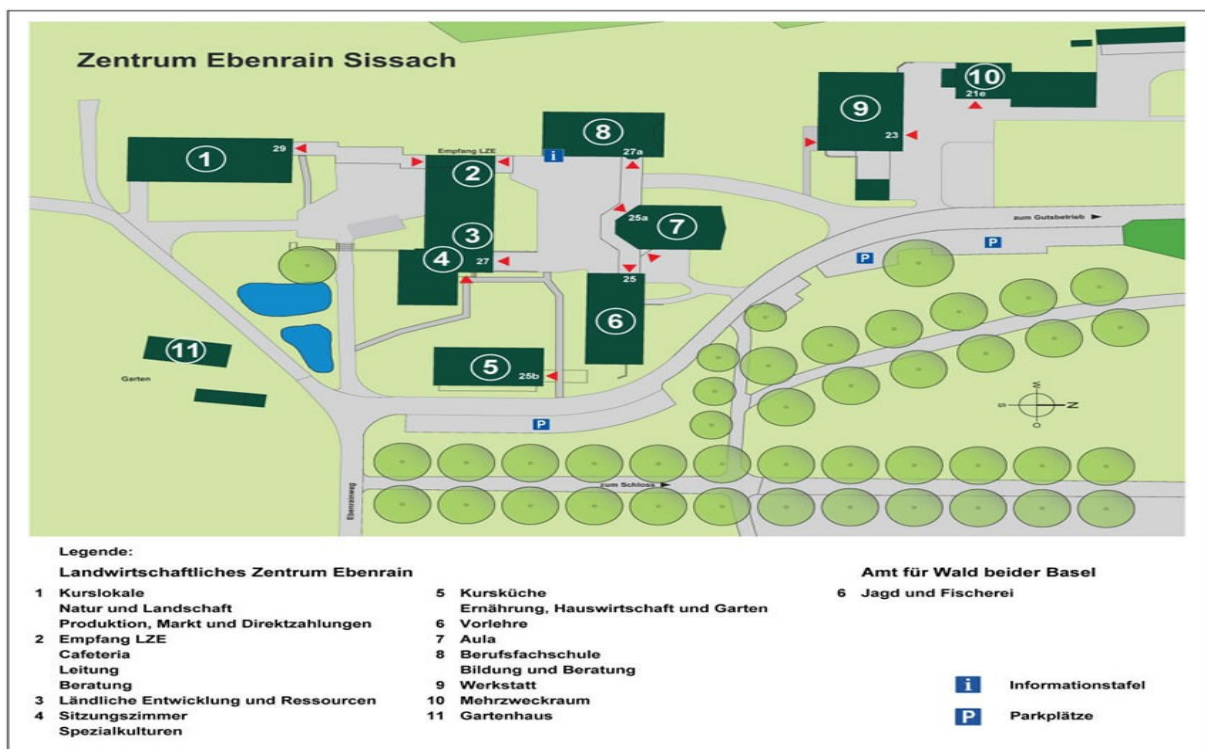 Zentrum Ebenrain Sissach
10
21e
9
23
8
27a
1
29
Empfang LZE
i
2
7
25a
zum Gutsbetrieb
P
P
3
4
27
25
6
11
Garten
5
25b
P
W
S
N
O
zum Schloss
Ebenrainweg
Legende:
Landwirtschaftliches Zentrum Ebenrain
1 Kurslokale
Natur und Landschaft
Produktion, Markt und Direktzahlungen
2 Empfang LZE
Cafeteria
Leitung
Beratung
3 Ländliche Entwicklung und Ressourcen
4 Sitzungszimmer
Spezialkulturen
5 Kursküche
Ernährung, Hauswirtschaft und Garten
6 Vorlehre
7 Aula
8 Berufsfachschule
Bildung und Beratung
9 Werkstatt
10 Mehrzweckraum
11 Gartenhaus
Amt für Wald beider Basel
6 Jagd und Fischerei
i Informationstafel
P Parkplätze